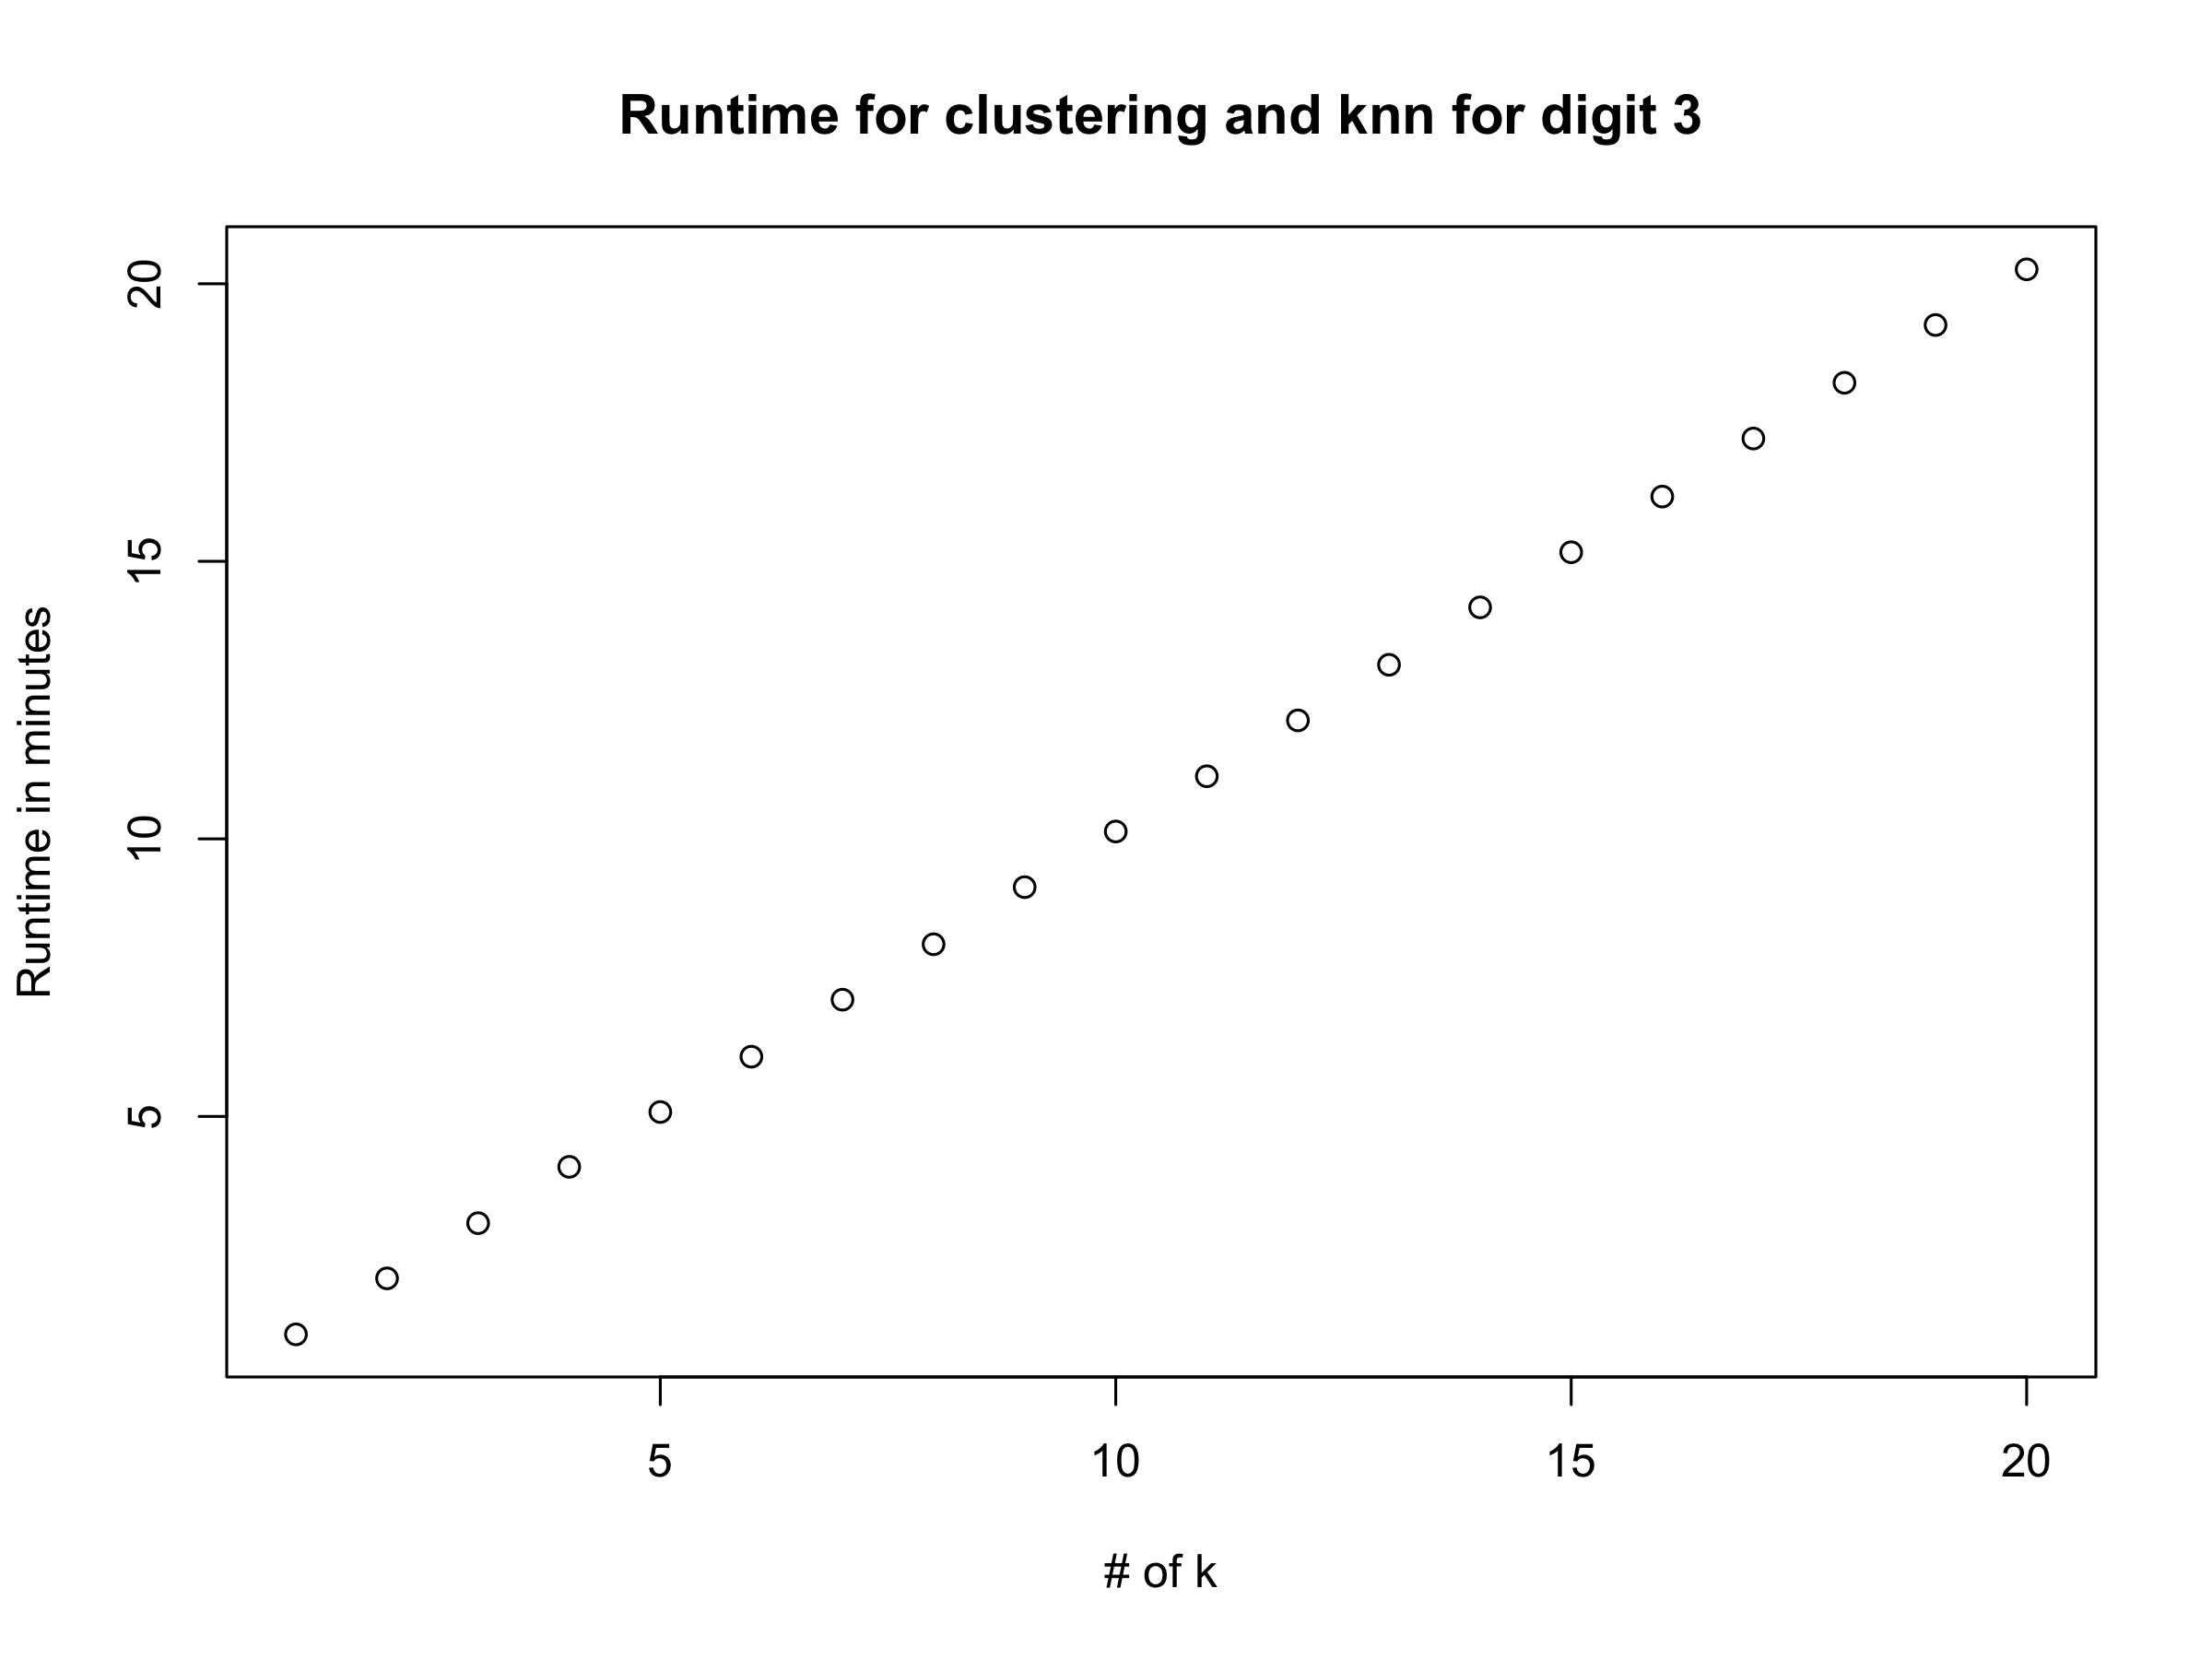 Runtime for clustering and knn for digit 3
20
15
10
5
Runtime in minutes
5 10 15 20
# of k